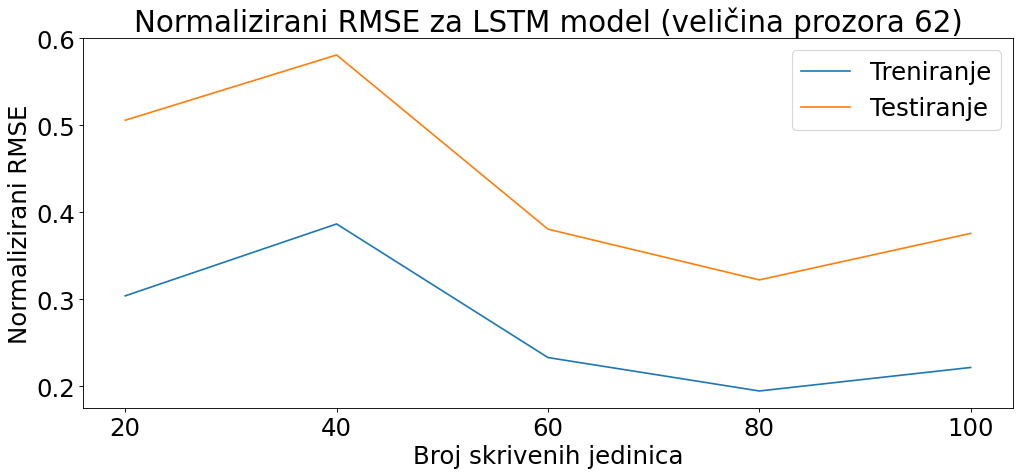 Normalizirani RMSE za LSTM model (veličina prozora 62)
Normalizirani RMSE
0.6
0.5
0.4
0.3
0.2
Treniranje
Testiranje
20 40 60 80 100
Broj skrivenih jedinica